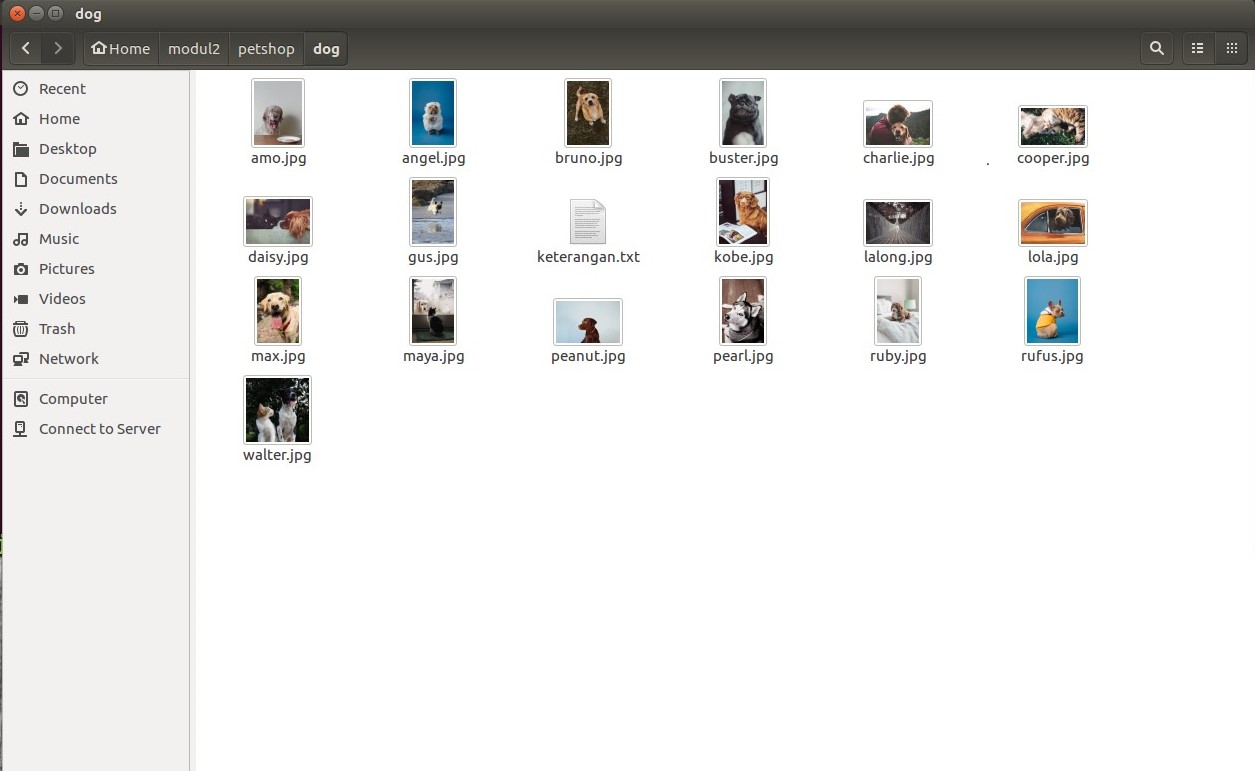 dog
Home modul2 petshop dog
Recent
Home
Desktop
Documents
Downloads
Music
Pictures
Videos
Trash
Network
Computer
Connect to Server
amo.jpg angel.jpg bruno.jpg buster.jpg charlie.jpg cooper.jpg
daisy.jpg gus.jpg keterangan.txt kobe.jpg lalong.jpg lola.jpg
max.jpg maya.jpg peanut.jpg pearl.jpg ruby.jpg rufus.jpg
walter.jpg